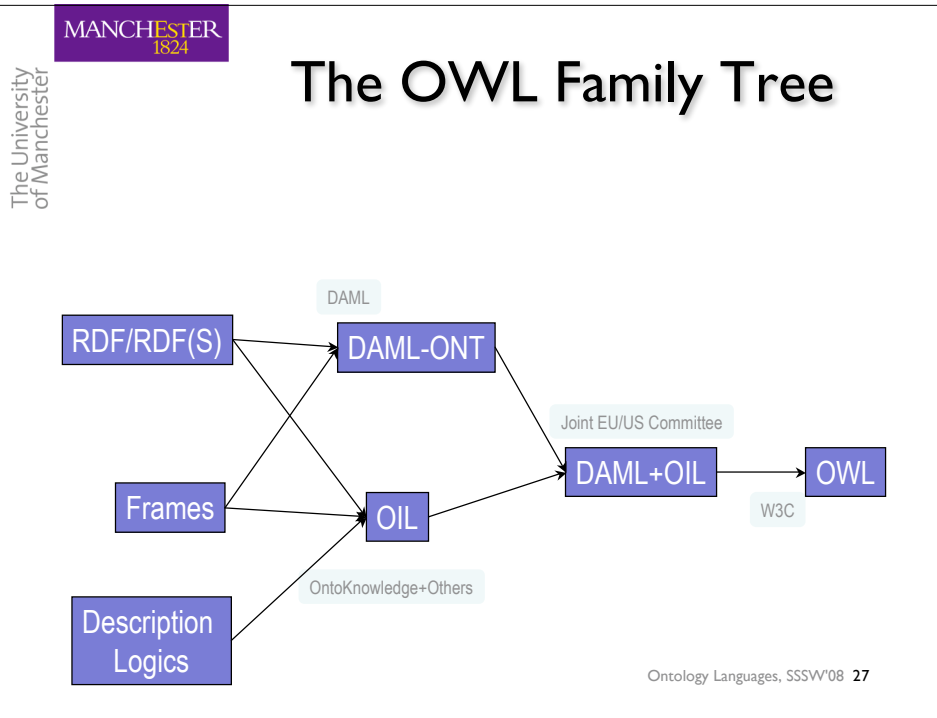 MANCHESTER
1824
The University
of Manchester
The OWL Family Tree
DAML
RDF/RDF(S)
DAML-ONT
Joint EU/US Committee
DAML+OIL
OWL
Frames
OIL
W3C
OntoKnowledge+Others
Description
Logics
Ontology Languages, SSSW'08 27